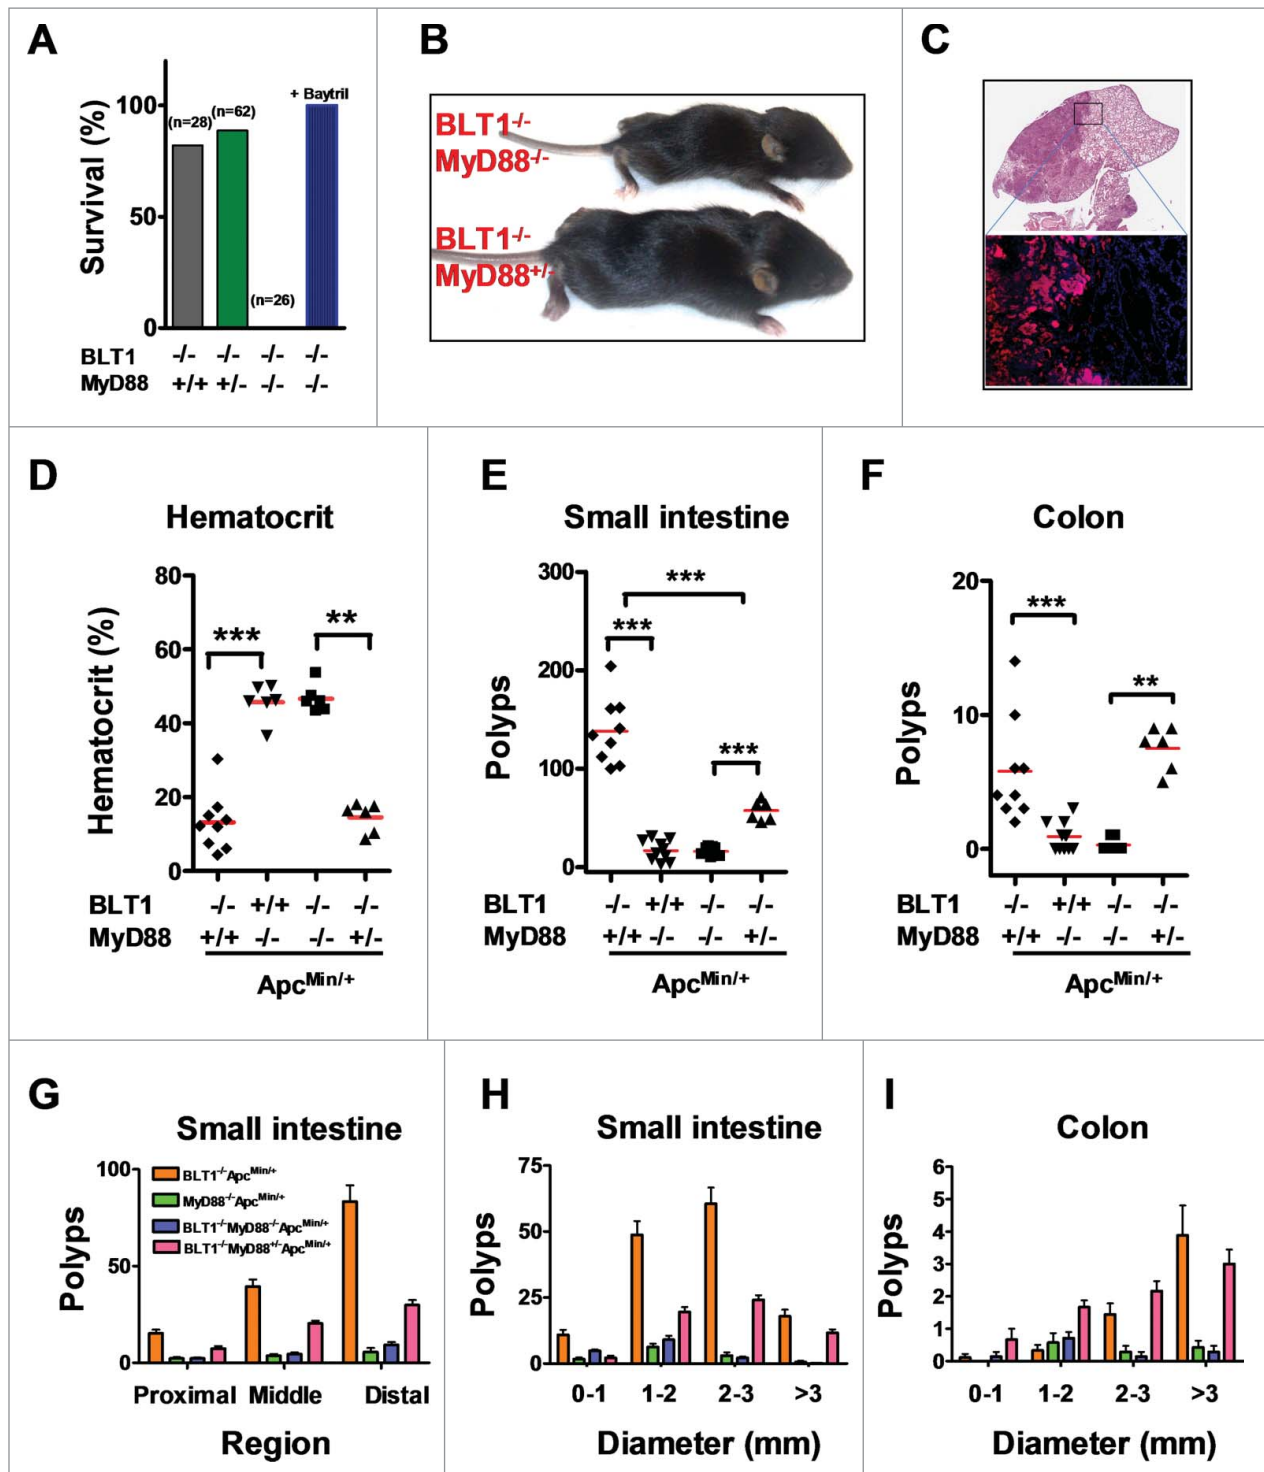 A
Survival (%)
100
50
0
(n=28)
(n=62)
(n=26)
+ Baytril
BLT1 -/- -/- -/- -/-
MyD88 +/+ +/- -/- -/-
B
BLT1-/-
MyD88-/-
BLT1-/-
MyD88+/-
C
D
Hematocrit
Hematocrit (%)
80
60
40
20
0
***
**
BLT1 -/- +/+ -/- -/-
MyD88 +/+ -/- -/- +/-
ApcMin/+
E
Small intestine
Polyps
300
200
100
0
***
***
***
BLT1 -/- +/+ -/- -/-
MyD88 +/+ -/- -/- +/-
ApcMin/+
F
Colon
Polyps
20
10
0
***
**
BLT1 -/- +/+ -/- -/-
MyD88 +/+ -/- -/- +/-
ApcMin/+
G
Small intestine
Polyps
100
50
0
BLT1-/-ApcMin/+
MyD88-/-ApcMin/+
BLT1-/-MyD88-/-ApcMin/+
BLT1-/-MyD88+/-ApcMin/+
Proximal Middle Distal
Region
H
Small intestine
Polyps
75
50
25
0
0-1 1-2 2-3 >3
Diameter (mm)
I
Colon
Polyps
6
5
4
3
2
1
0
0-1 1-2 2-3 >3
Diameter (mm)